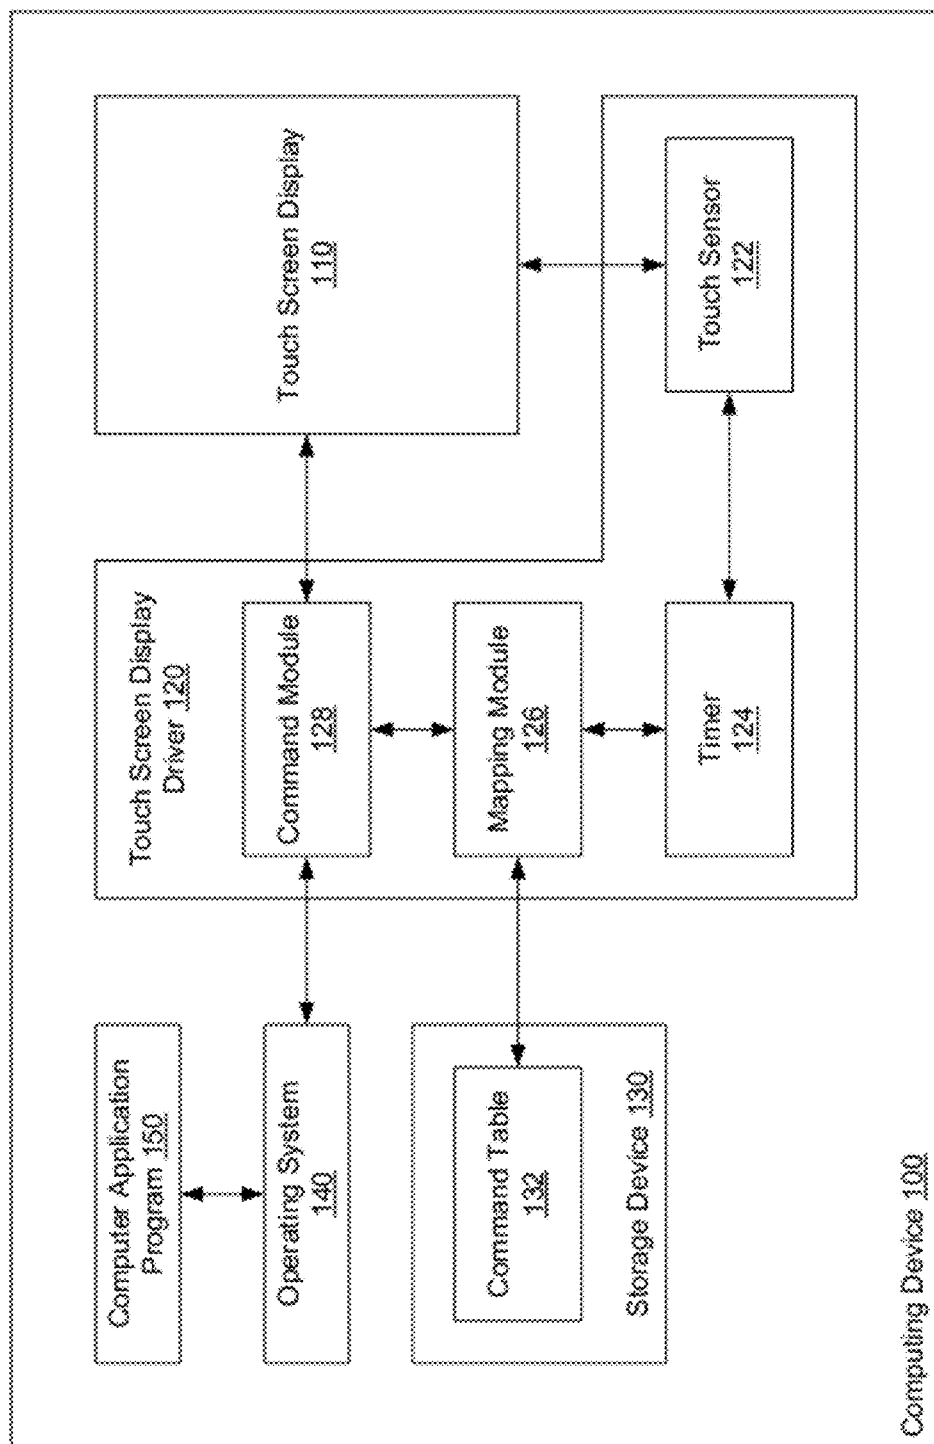 Computer Application
Program 150
Operating System
140
Command Table
132
Storage Device 130
Touch Screen Display
Driver 120
Command Module
128
Mapping Module
126
Timer
124
Touch Screen Display
110
Touch Sensor
122
Computing Device 100